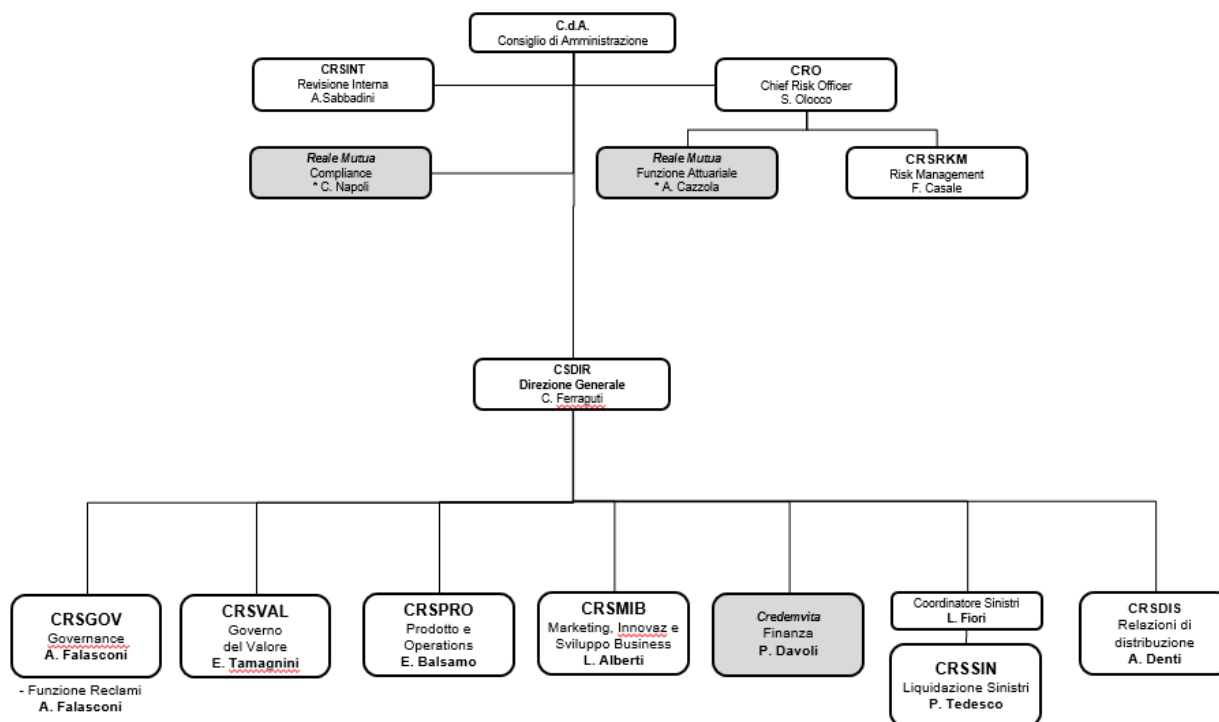 C.d.A.
Consiglio di Amministrazione
CRSINT
Revisione Interna
A.Sabbadini
CRO
Chief Risk Officer
S. Olocco
Reale Mutua
Compliance
* C. Napoli
Reale Mutua
Funzione Attuariale
* A. Cazzola
CRSRKM
Risk Management
F. Casale
CSDIR
Direzione Generale
C. Ferraguti
CRSGOV
Governance
A. Falasconi
- Funzione Reclami
A. Falasconi
CRSVAL
Governo
del Valore
E. Tamagnini
CRSPRO
Prodotto e
Operations
E. Balsamo
CRSMIB
Marketing, Innovaz e
Sviluppo Business
L. Alberti
Credemvita
Finanza
P. Davoli
Coordinatore Sinistri
L. Fiori
CRSSIN
Liquidazione Sinistri
P. Tedesco
CRSDIS
Relazioni di
distribuzione
A. Denti